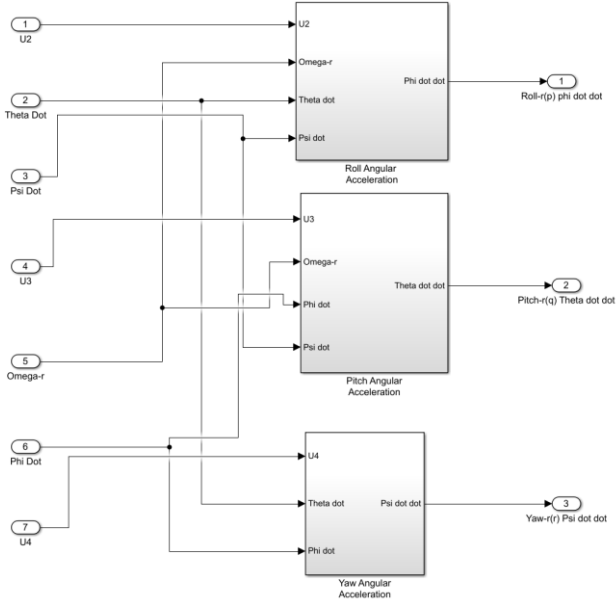 1
U2
2
Theta Dot
3
Psi Dot
4
U3
5
Omega-r
6
Phi Dot
7
U4
U2
Omega-r
Theta dot
Psi dot
Phi dot dot
Roll Angular
Acceleration
U3
Omega-r
Phi dot
Psi dot
Theta dot dot
Pitch Angular
Acceleration
U4
Theta dot
Phi dot
Psi dot dot
Yaw Angular
Acceleration
1
Roll-r(p) phi dot dot
2
Pitch-r(q) Theta dot dot
3
Yaw-r(r) Psi dot dot